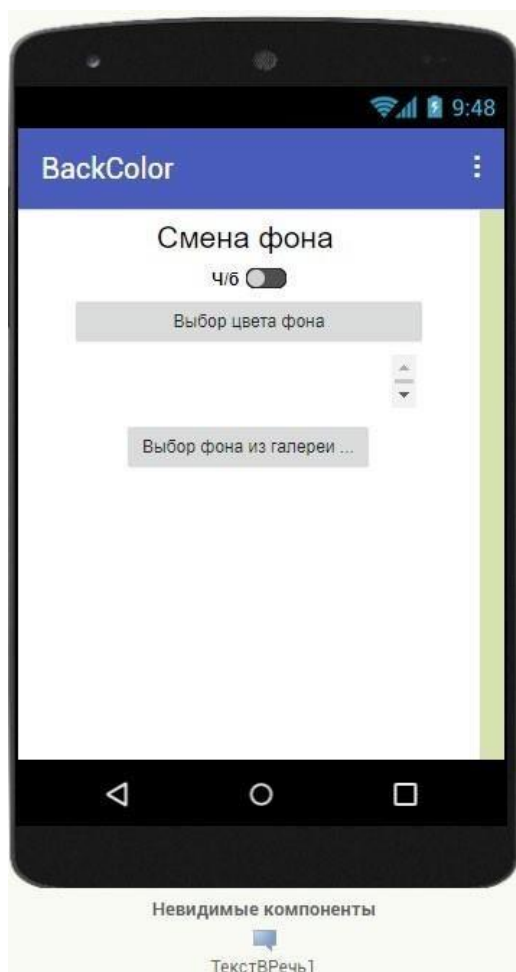 9:48
BackColor
Смена фона
Ч/б
Выбор цвета фона
Выбор фона из галереи ...
Невидимые компоненты
ТекстВРечь1